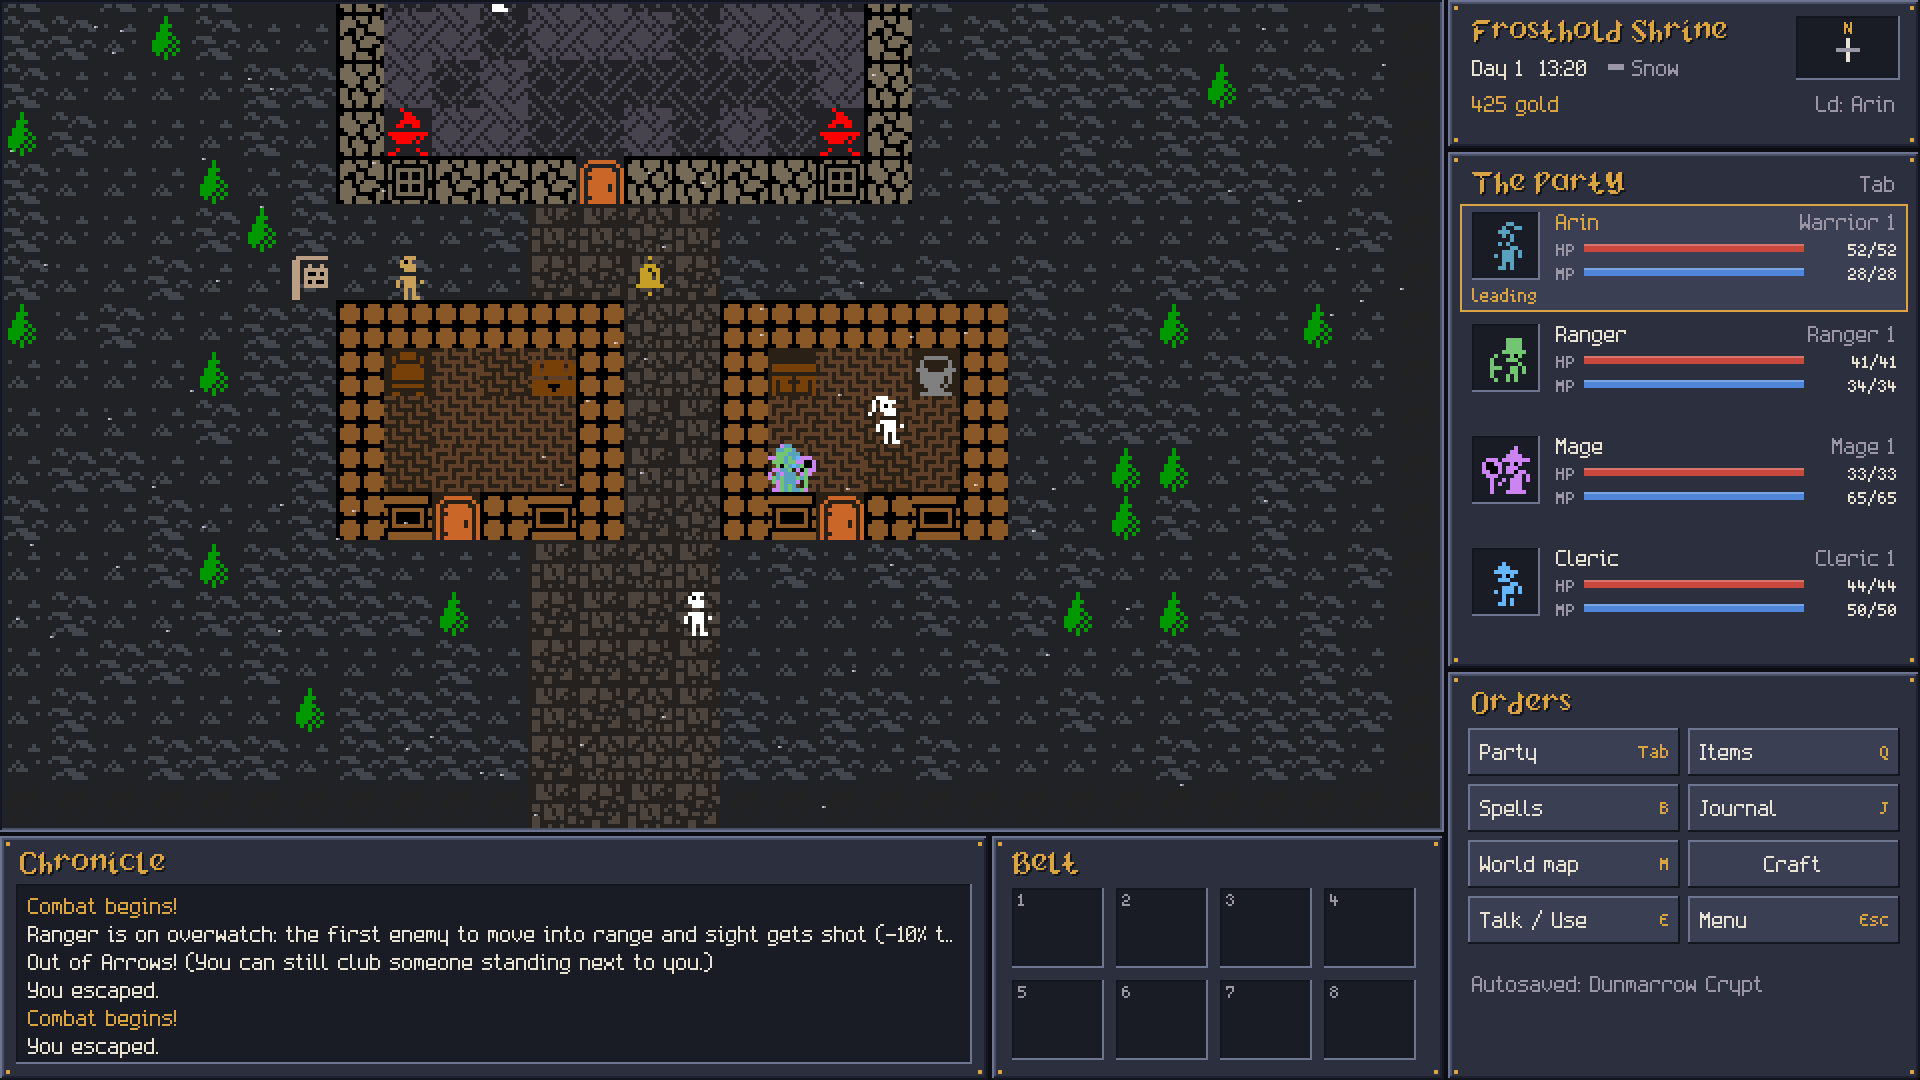 Frosthold Shrine
N
Day 1 13:20 Snow
425 gold
Ld: Arin
The Party
Tab
Arin
Warrior 1
HP
52/52
MP
28/28
leading
Ranger
Ranger 1
HP
41/41
MP
34/34
Mage
Mage 1
HP
33/33
MP
65/65
Cleric
Cleric 1
HP
44/44
MP
50/50
Orders
Party Tab
Items Q
Spells B
Journal J
World map M
Craft
Talk / Use E
Menu Esc
Autosaved: Dunmarrow Crypt
Chronicle
Combat begins!
Ranger is on overwatch: the first enemy to move into range and sight gets shot (-10% t..
Out of Arrows! (You can still club someone standing next to you.)
You escaped.
Combat begins!
You escaped.
Belt
1
2
3
4
5
6
7
8